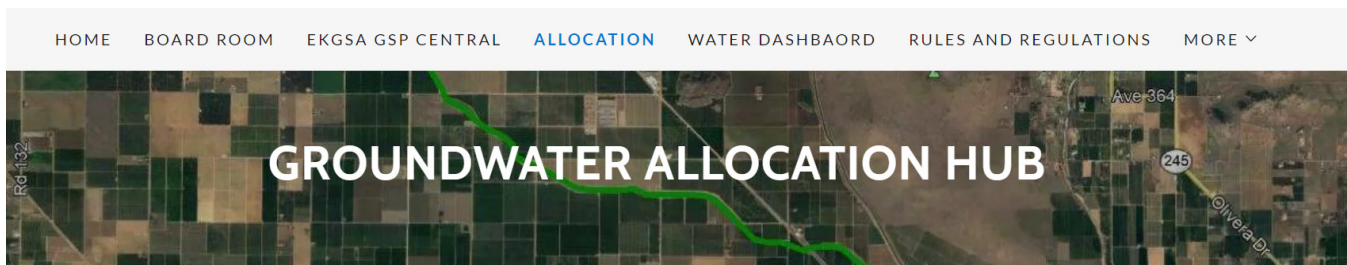 HOME BOARD ROOM EKGSA GSP CENTRAL ALLOCATION WATER DASHBAORD RULES AND REGULATIONS MORE
Ave 364
Rd 132
GROUNDWATER ALLOCATION HUB
245
Olivera Dr